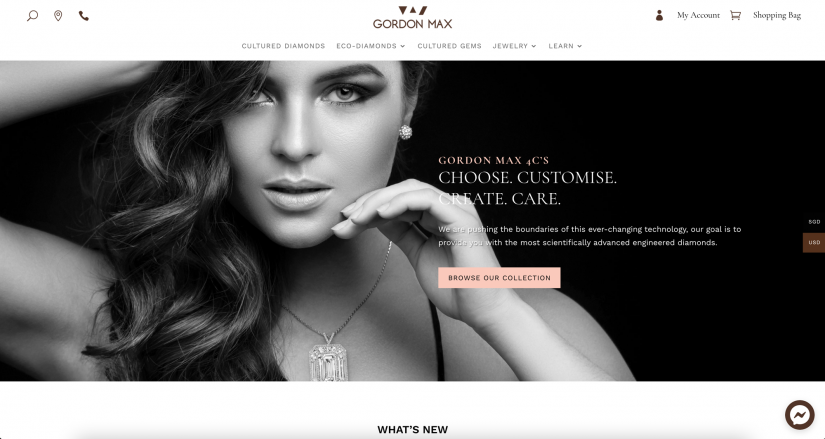 GORDON MAX
My Account
Shopping Bag
CULTURED DIAMONDS
ECO-DIAMONDS
CULTURED GEMS
JEWELRY
LEARN
GORDON MAX 4C'S
CHOOSE. CUSTOMISE.
CREATE. CARE.
We are pushing the boundaries of this ever-changing technology, our goal is to
provide you with the most scientifically advanced engineered diamonds.
BROWSE OUR COLLECTION
SGD
USD
WHAT'S NEW